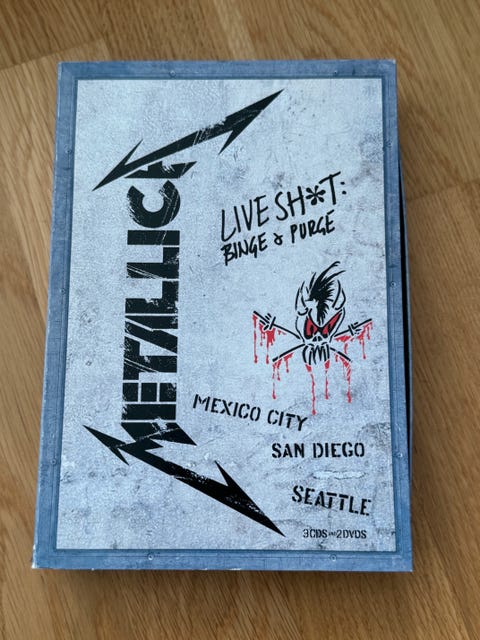 METALLICA
LIVE SH*T:
BINGE & PURGE
MEXICO CITY
SAN DIEGO
SEATTLE
3CDS AND 2DVDS